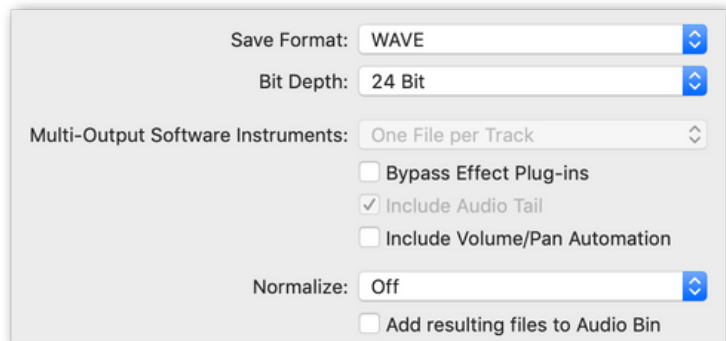 Save Format: WAVE
Bit Depth: 24 Bit
Multi-Output Software Instruments: One File per Track
Bypass Effect Plug-ins
Include Audio Tail
Include Volume/Pan Automation
Normalize: Off
Add resulting files to Audio Bin